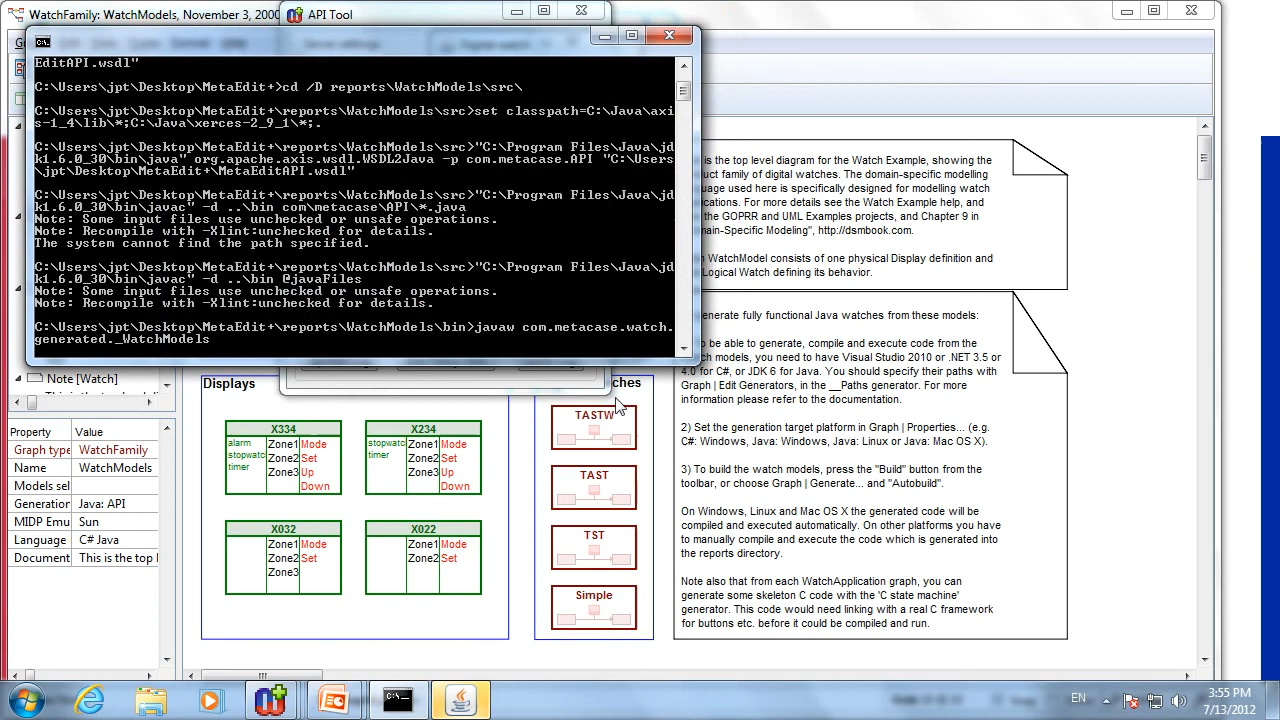 WatchFamily: WatchModels, November 3, 2000
API Tool
EditAPI.wsdl"
C:\Users\jpt\Desktop\MetaEdit+>cd /D reports\WatchModels\src\
C:\Users\jpt\Desktop\MetaEdit+\reports\WatchModels\src>set classpath=C:\Java\axi
s-1_4\lib\*;C:\Java\xerces-2_9_1\*;.
C:\Users\jpt\Desktop\MetaEdit+\reports\WatchModels\src>"C:\Program Files\Java\jd
k1.6.0_30\bin\java" org.apache.axis.wsdl.WSDL2Java -p com.metacase.API "C:\Users
\jpt\Desktop\MetaEdit+\MetaEditAPI.wsdl"
C:\Users\jpt\Desktop\MetaEdit+\reports\WatchModels\src>"C:\Program Files\Java\jd
k1.6.0_30\bin\javac" -d ..\bin com\metacase\API\*.java
Note: Some input files use unchecked or unsafe operations.
Note: Recompile with -Xlint:unchecked for details.
The system cannot find the path specified.
C:\Users\jpt\Desktop\MetaEdit+\reports\WatchModels\src>"C:\Program Files\Java\jd
k1.6.0_30\bin\javac" -d ..\bin @javaFiles
Note: Some input files use unchecked or unsafe operations.
Note: Recompile with -Xlint:unchecked for details.
C:\Users\jpt\Desktop\MetaEdit+\reports\WatchModels\bin>javaw com.metacase.watch.
generated._WatchModels
is the top level diagram for the Watch Example, showing the
uct family of digital watches. The domain-specific modelling
uage used here is specifically designed for modelling watch
ocations. For more details see the Watch Example help, and
the GOPRR and UML Examples projects, and Chapter 9 in
main-Specific Modeling", http://dsmbook.com.
WatchModel consists of one physical Display definition and
Logical Watch defining its behavior.
enerate fully functional Java watches from these models:
o be able to generate, compile and execute code from the
ch models, you need to have Visual Studio 2010 or .NET 3.5 or
4.0 for C#, or JDK 6 for Java. You should specify their paths with
Graph | Edit Generators, in the __ths generator. For more
information please refer to the documentation.
2) Set the generation target platform in Graph | Properties... (e.g.
C#: Windows, Java: Windows, Java: Linux or Java: Mac OS X).
3) To build the watch models, press the "Build" button from the
toolbar, or choose Graph | Generate... and "Autobuild".
On Windows, Linux and Mac OS X the generated code will be
compiled and executed automatically. On other platforms you have
to manually compile and execute the code which is generated into
the reports directory.
Note also that from each WatchApplication graph, you can
generate some skeleton C code with the 'C state machine'
generator. This code would need linking with a real C framework
for buttons etc. before it could be compiled and run.
Note [Watch]
Property Value
Graph type WatchFamily
Name WatchModels
Models sel
Generation Java: API
MIDP Emu Sun
Language C# Java
Document This is the top l
Displays
X334
alarm Zone1 Mode
stopwatc Zone2 Set
timer Zone3 Up
Down
X234
stopwatc Zone1 Mode
timer Zone2 Set
Zone3 Up
Down
X032
Zone1 Mode
Zone2 Set
Zone3
X022
Zone1 Mode
Zone2 Set
ches
TASTW
TAST
TST
Simple
EN
3:55 PM
7/13/2012